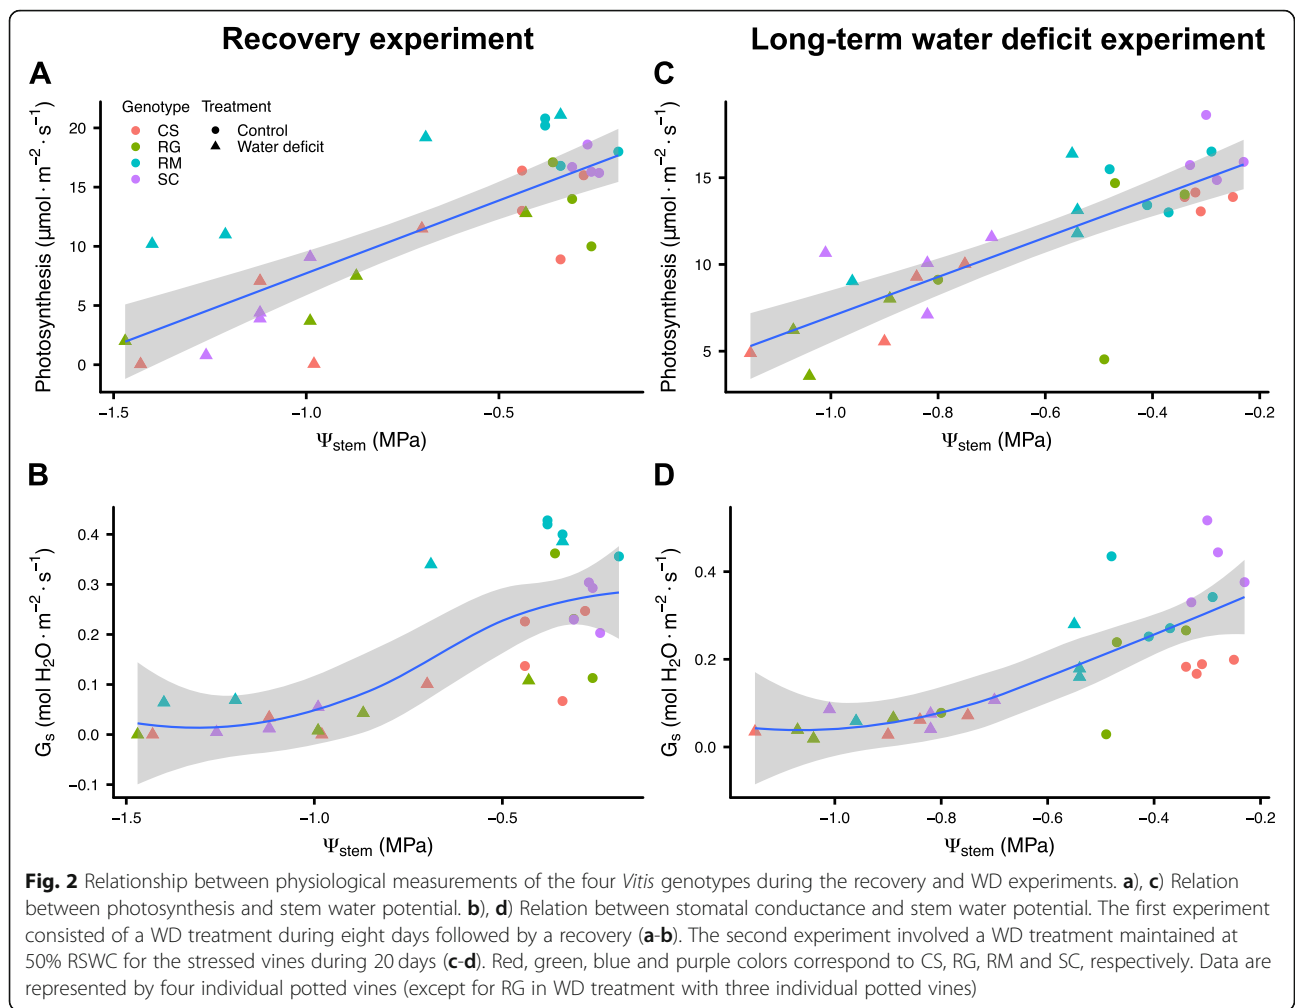 Recovery experiment
Long-term water deficit experiment
A
Photosynthesis (μmol · m−2 · s−1)
20
15
10
5
0
−1.5
−1.0
−0.5
Ψstem (MPa)
Genotype
CS
RG
RM
SC
Treatment
Control
Water deficit
C
Photosynthesis (μmol · m−2 · s−1)
15
10
5
−1.0
−0.8
−0.6
−0.4
−0.2
Ψstem (MPa)
B
Gs (mol H2O · m−2 · s−1)
0.4
0.3
0.2
0.1
0.0
−0.1
−1.5
−1.0
−0.5
Ψstem (MPa)
D
Gs (mol H2O · m−2 · s−1)
0.4
0.2
0.0
−1.0
−0.8
−0.6
−0.4
−0.2
Ψstem (MPa)
Fig. 2 Relationship between physiological measurements of the four Vitis genotypes during the recovery and WD experiments. a), c) Relation
between photosynthesis and stem water potential. b), d) Relation between stomatal conductance and stem water potential. The first experiment
consisted of a WD treatment during eight days followed by a recovery (a-b). The second experiment involved a WD treatment maintained at
50% RSWC for the stressed vines during 20 days (c-d). Red, green, blue and purple colors correspond to CS, RG, RM and SC, respectively. Data are
represented by four individual potted vines (except for RG in WD treatment with three individual potted vines)